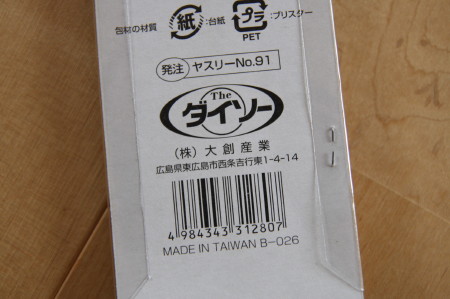 包材の材質 紙 :台紙 プラ :ブリスター
PET
発注 ヤスリーNo.91
The
ダイソー
(株)大創産業
広島県東広島市西条吉行東1-4-14
4 984343 312807
MADE IN TAIWAN B-026